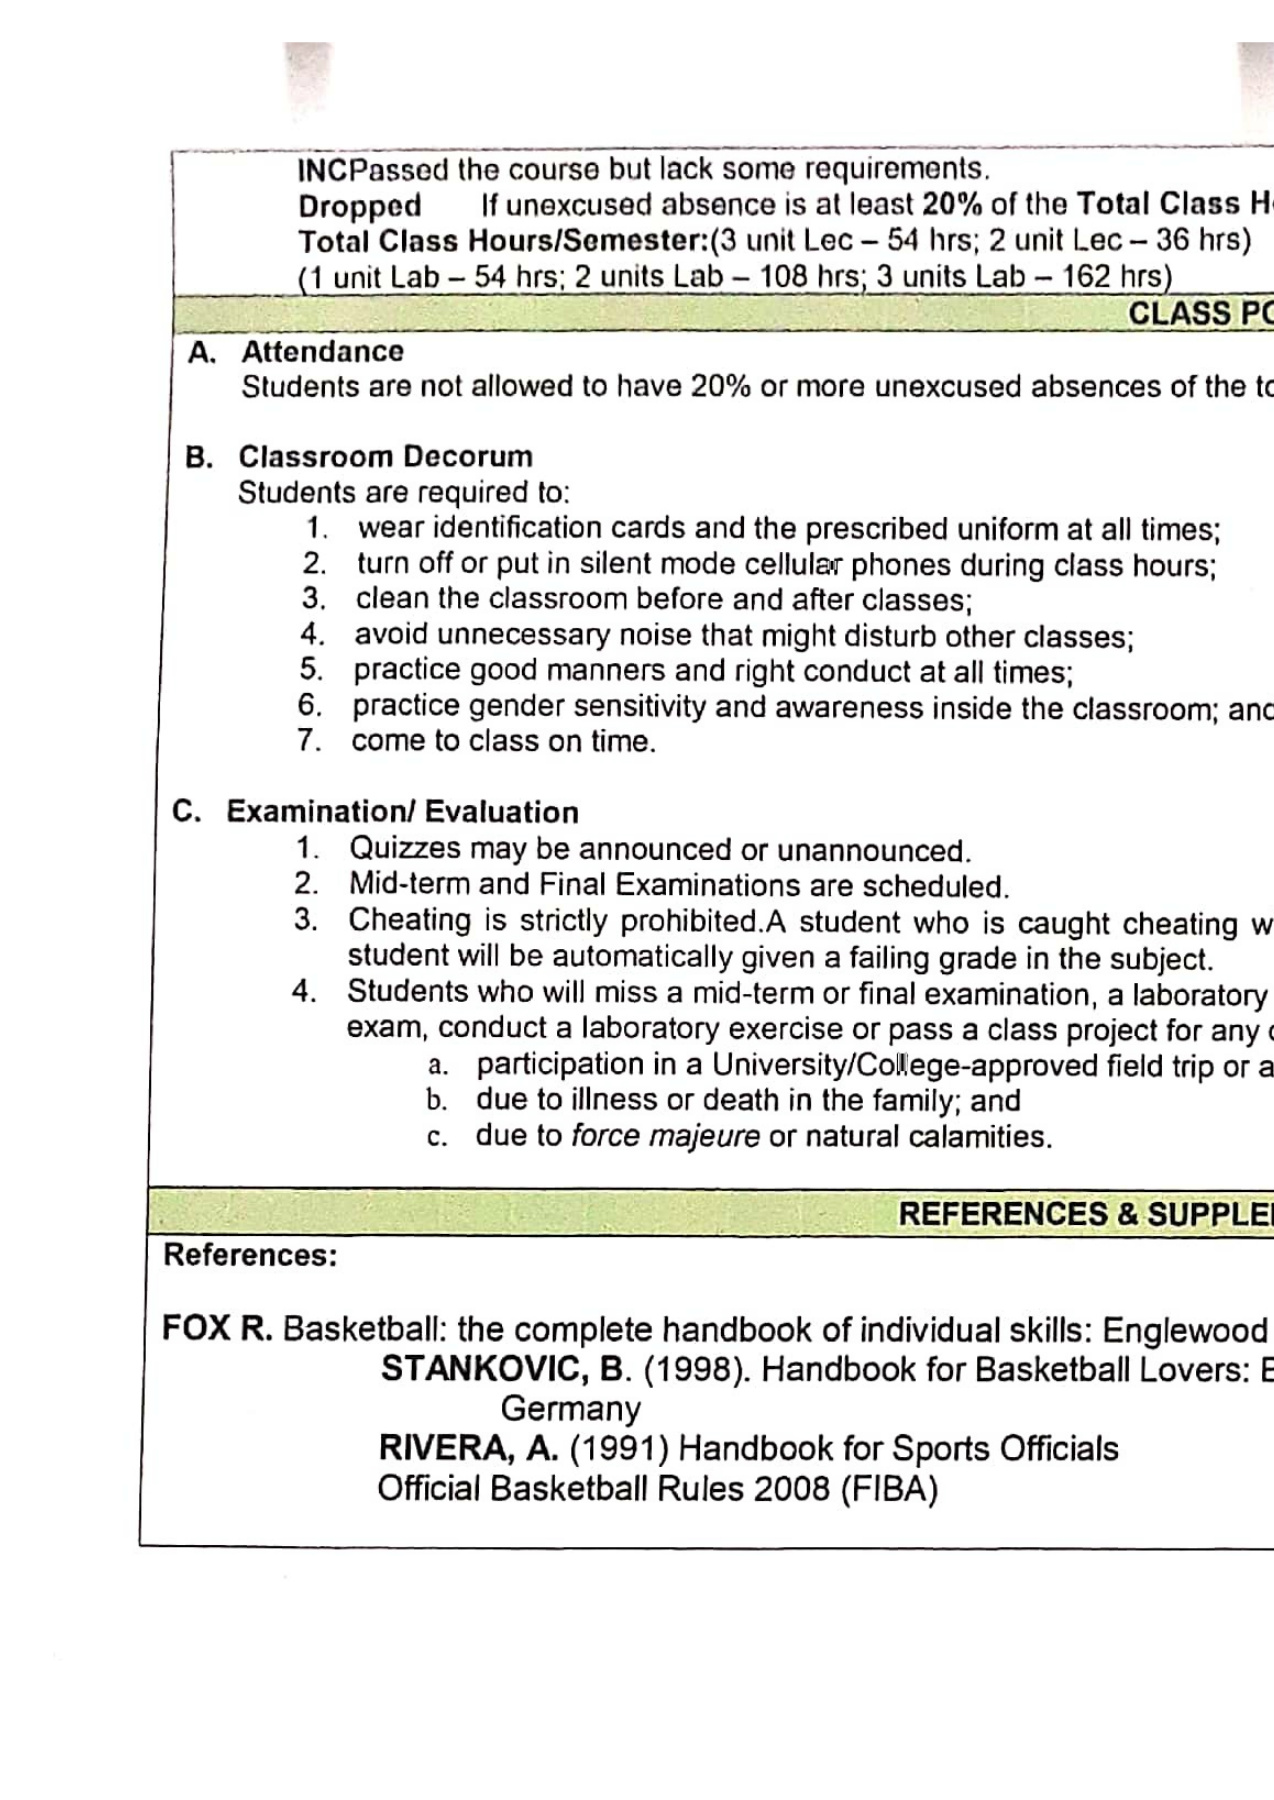 INCPassed the course but lack some requirements.
Dropped If unexcused absence is at least 20% of the Total Class H
Total Class Hours/Semester:(3 unit Lec – 54 hrs; 2 unit Lec – 36 hrs)
(1 unit Lab – 54 hrs; 2 units Lab – 108 hrs; 3 units Lab – 162 hrs)
CLASS PO
A. Attendance
Students are not allowed to have 20% or more unexcused absences of the to
B. Classroom Decorum
Students are required to:
1. wear identification cards and the prescribed uniform at all times;
2. turn off or put in silent mode cellular phones during class hours;
3. clean the classroom before and after classes;
4. avoid unnecessary noise that might disturb other classes;
5. practice good manners and right conduct at all times;
6. practice gender sensitivity and awareness inside the classroom; and
7. come to class on time.
C. Examination/ Evaluation
1. Quizzes may be announced or unannounced.
2. Mid-term and Final Examinations are scheduled.
3. Cheating is strictly prohibited.A student who is caught cheating w
student will be automatically given a failing grade in the subject.
4. Students who will miss a mid-term or final examination, a laboratory
exam, conduct a laboratory exercise or pass a class project for any
a. participation in a University/College-approved field trip or a
b. due to illness or death in the family; and
c. due to force majeure or natural calamities.
REFERENCES & SUPPLE
References:
FOX R. Basketball: the complete handbook of individual skills: Englewood
STANKOVIC, B. (1998). Handbook for Basketball Lovers:
Germany
RIVERA, A. (1991) Handbook for Sports Officials
Official Basketball Rules 2008 (FIBA)